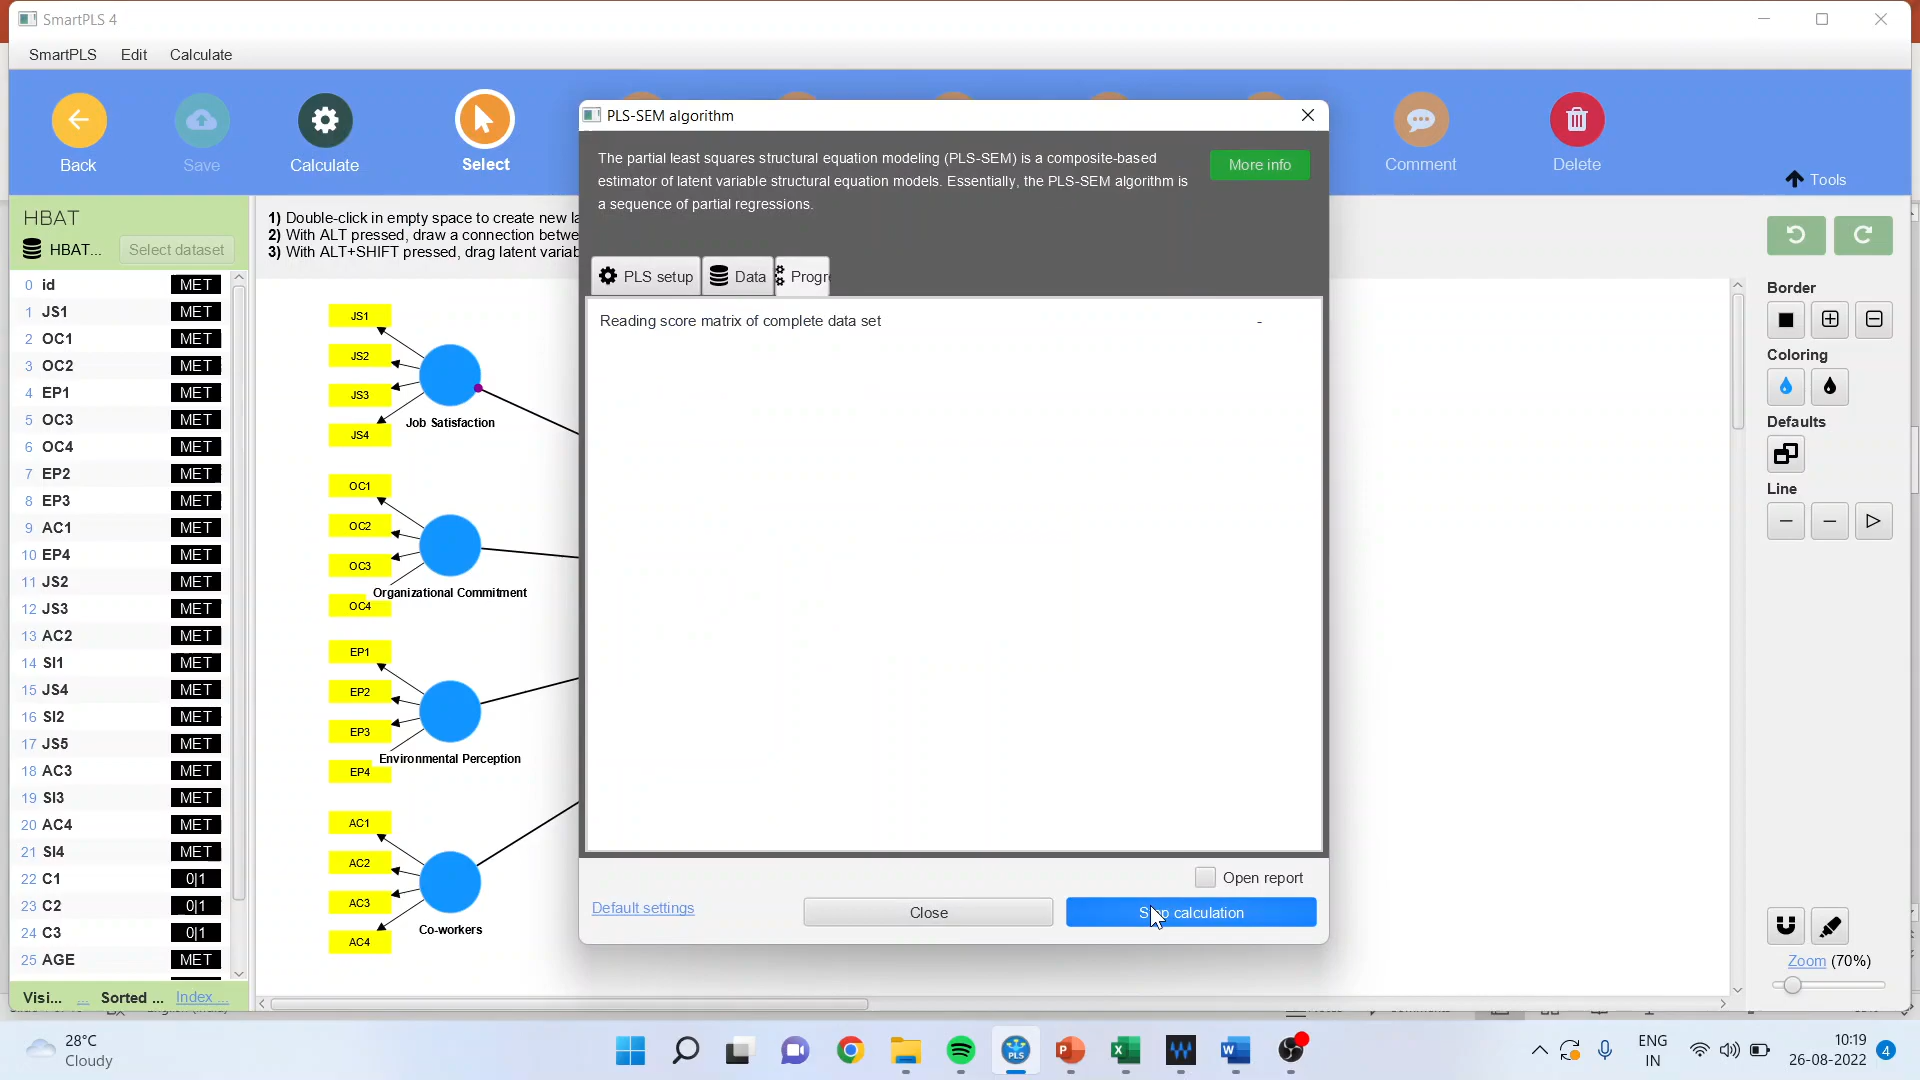 SmartPLS 4
SmartPLS Edit Calculate
Back
Save
Calculate
Select
Comment
Delete
Tools
HBAT
HBAT...
Select dataset
0 id MET
1 JS1 MET
2 OC1 MET
3 OC2 MET
4 EP1 MET
5 OC3 MET
6 OC4 MET
7 EP2 MET
8 EP3 MET
9 AC1 MET
10 EP4 MET
11 JS2 MET
12 JS3 MET
13 AC2 MET
14 SI1 MET
15 JS4 MET
16 SI2 MET
17 JS5 MET
18 AC3 MET
19 SI3 MET
20 AC4 MET
21 SI4 MET
22 C1 0|1
23 C2 0|1
24 C3 0|1
25 AGE MET
Visi... ... Sorted ... Index ...
1) Double-click in empty space to create new la
2) With ALT pressed, draw a connection betwe
3) With ALT+SHIFT pressed, drag latent variab
JS1
JS2
JS3
JS4
Job Satisfaction
OC1
OC2
OC3
OC4
Organizational Commitment
EP1
EP2
EP3
EP4
Environmental Perception
AC1
AC2
AC3
AC4
Co-workers
PLS-SEM algorithm
The partial least squares structural equation modeling (PLS-SEM) is a composite-based
estimator of latent variable structural equation models. Essentially, the PLS-SEM algorithm is
a sequence of partial regressions.
More info
PLS setup
Data
Progre
Reading score matrix of complete data set -
Open report
Default settings
Close
Stop calculation
Border
Coloring
Defaults
Line
Zoom (70%)
28°C
Cloudy
PLS
ENG
IN
10:19
26-08-2022
4